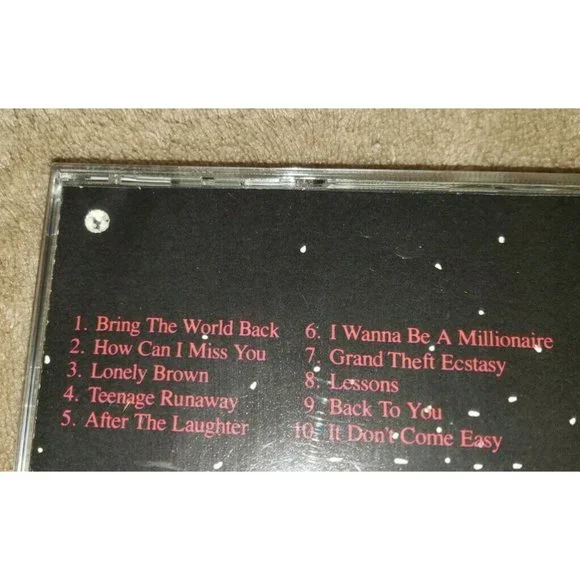 1. Bring The World Back
2. How Can I Miss You
3. Lonely Brown
4. Teenage Runaway
5. After The Laughter
6. I Wanna Be A Millionaire
7. Grand Theft Ecstasy
8. Lessons
9. Back To You
10. It Don't Come Easy